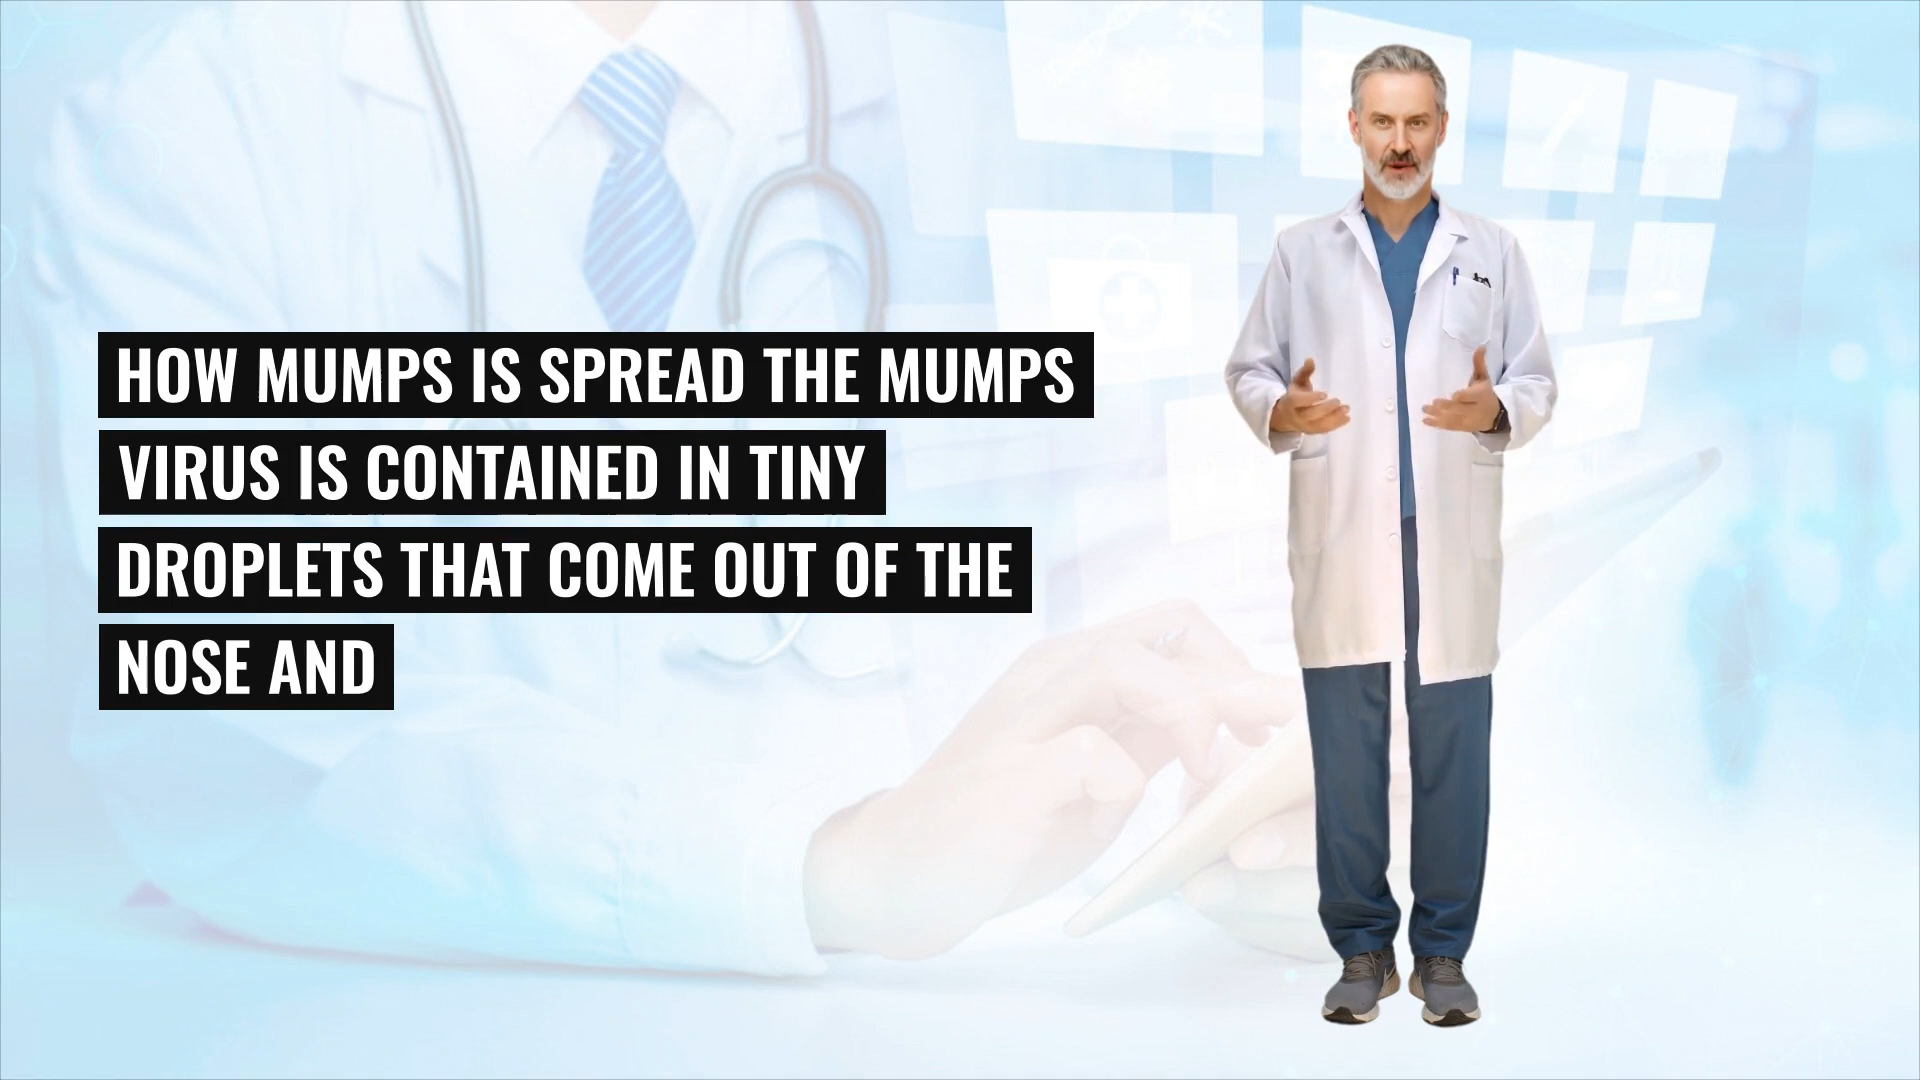 HOW MUMPS IS SPREAD THE MUMPS
VIRUS IS CONTAINED IN TINY
DROPLETS THAT COME OUT OF THE
NOSE AND